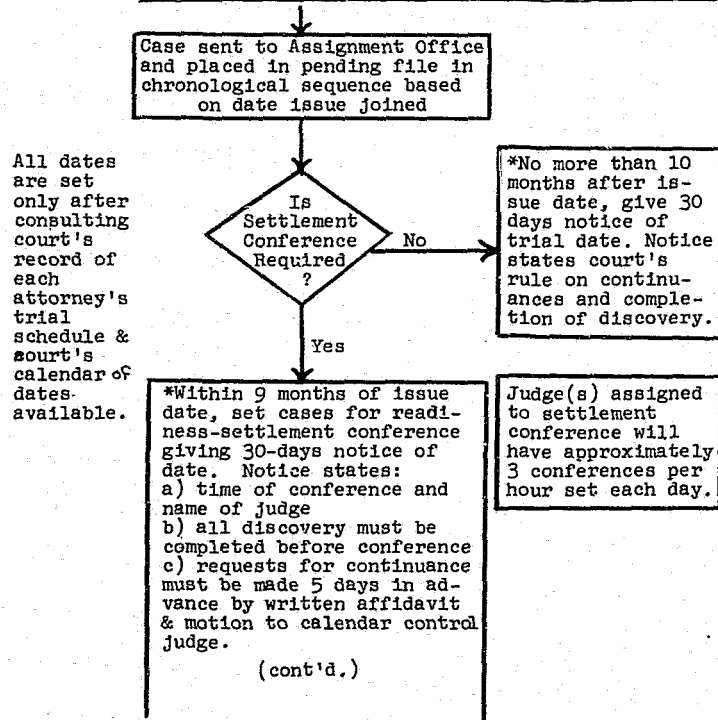 Case sent to Assignment Office
and placed in pending file in
chronological sequence based
on date issue joined
All dates
are set
only after
consulting
court's
record of
each
attorney's
trial
schedule &
court's
calendar of
dates
available.
Is
Settlement
Conference
Required
?
No
*No more than 10
months after is-
sue date, give 30
days notice of
trial date. Notice
states court's
rule on continu-
ances and comple-
tion of discovery.
Yes
*Within 9 months of issue
date, set cases for readi-
ness-settlement conference
giving 30-days notice of
date. Notice states:
a) time of conference and
name of judge
b) all discovery must be
completed before conference
c) requests for continuance
must be made 5 days in ad-
vance by written affidavit
& motion to calendar control
judge.
(cont'd.)
Judge(s) assigned
to settlement
conference will
have approximately
3 conferences per
hour set each day.